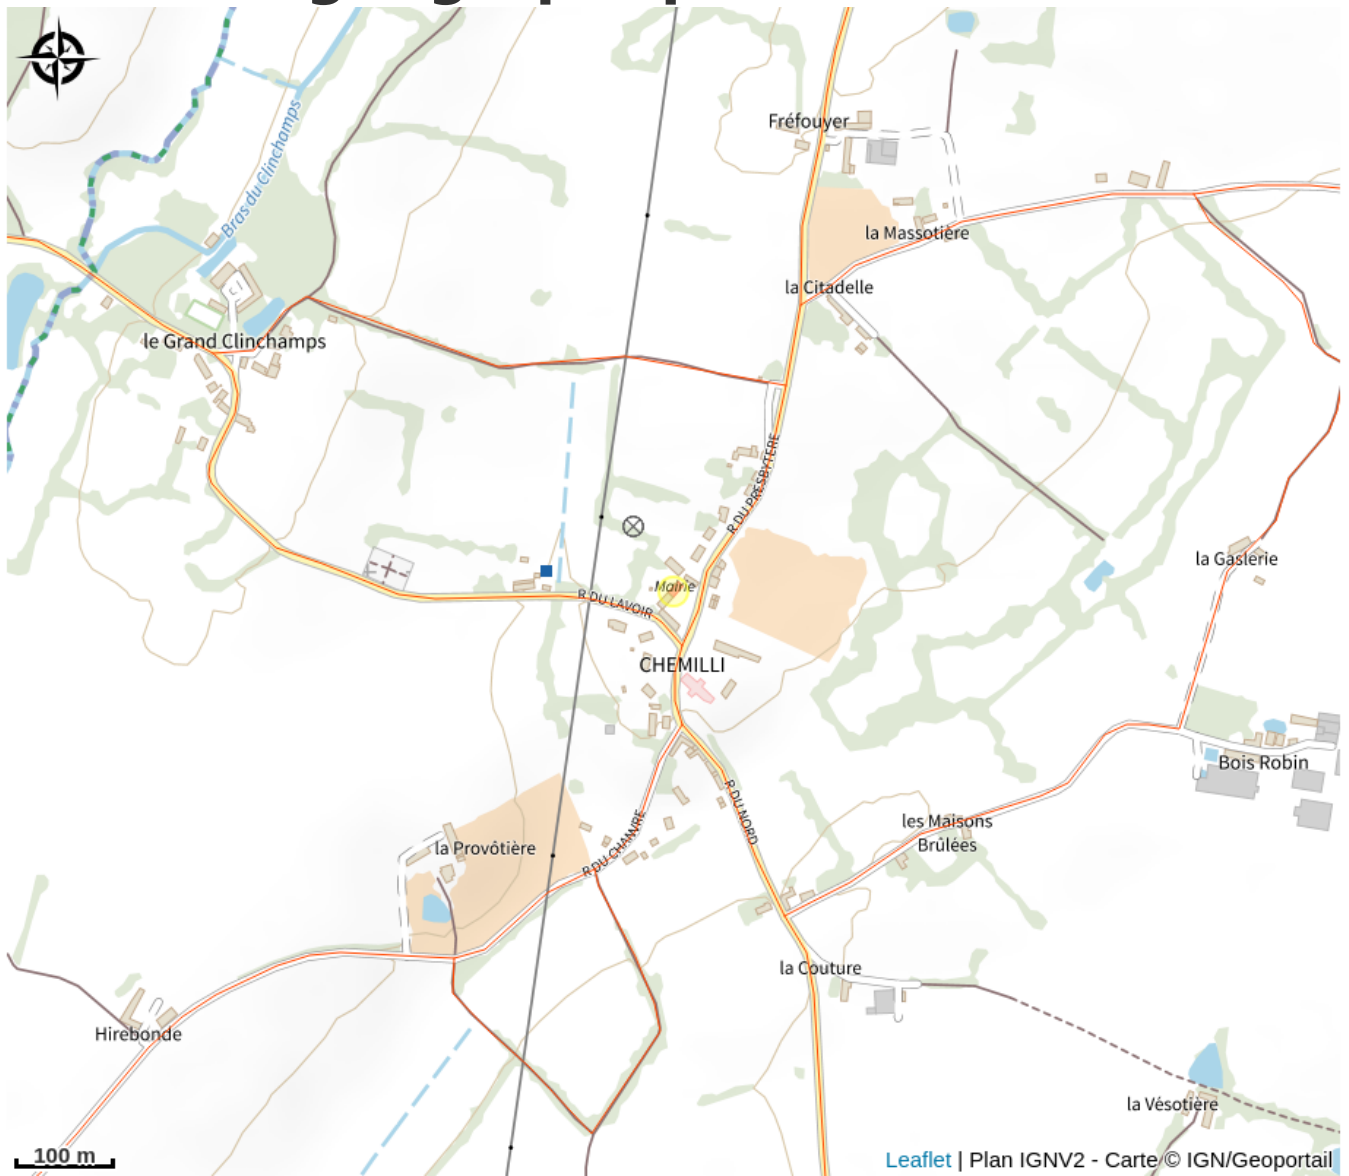 Bras du Clinchamps
Fréfouyer
la Massotière
la Citadelle
le Grand Clinchamps
R DU PRESBYTERE
la Gaslerie
Mairie
R DU LAVOIR
CHEMILLI
Bois Robin
R DU NORD
les Maisons
Brûlées
R DU CHANVRE
la Provôtière
la Couture
Hirebonde
la Vésotière
100 m
Leaflet | Plan IGNV2 - Carte © IGN/Geoportail